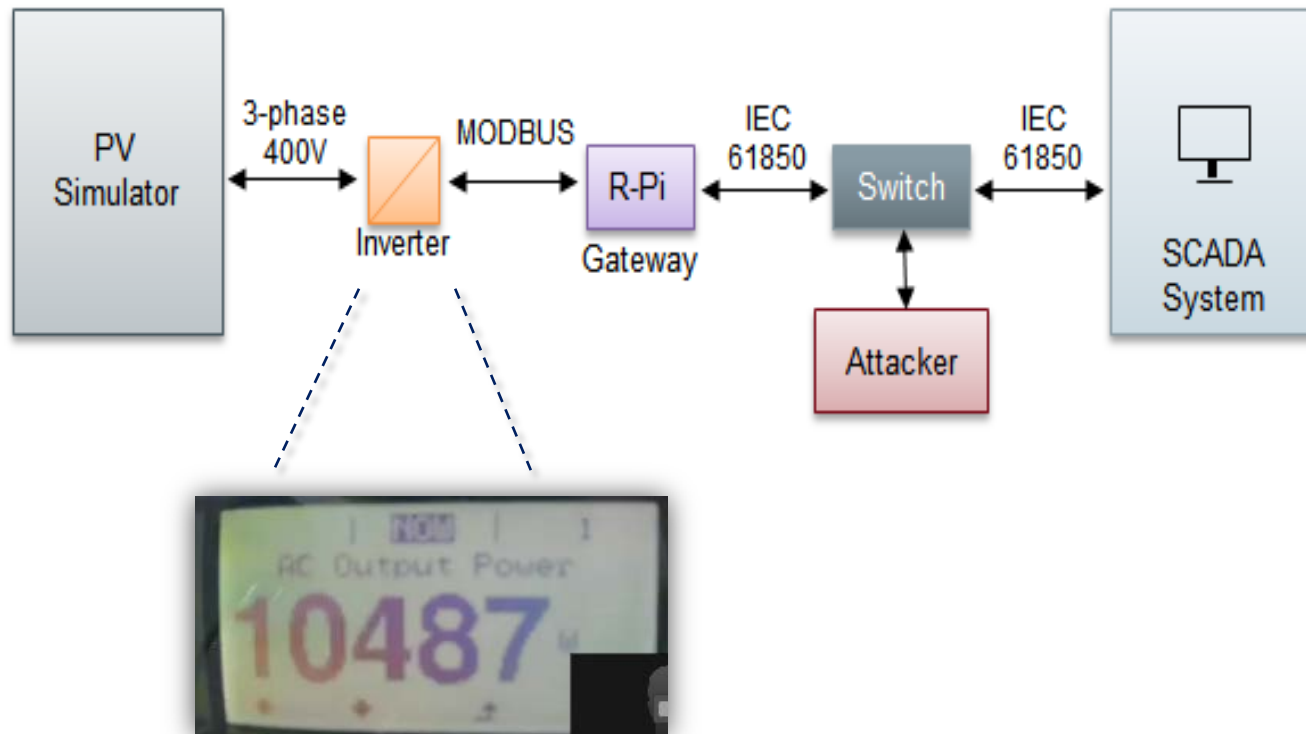 PV
Simulator
3-phase
400V
Inverter
MODBUS
R-Pi
Gateway
IEC
61850
Switch
Attacker
IEC
61850
SCADA
System
NOW
1
AC Output Power
10487
W